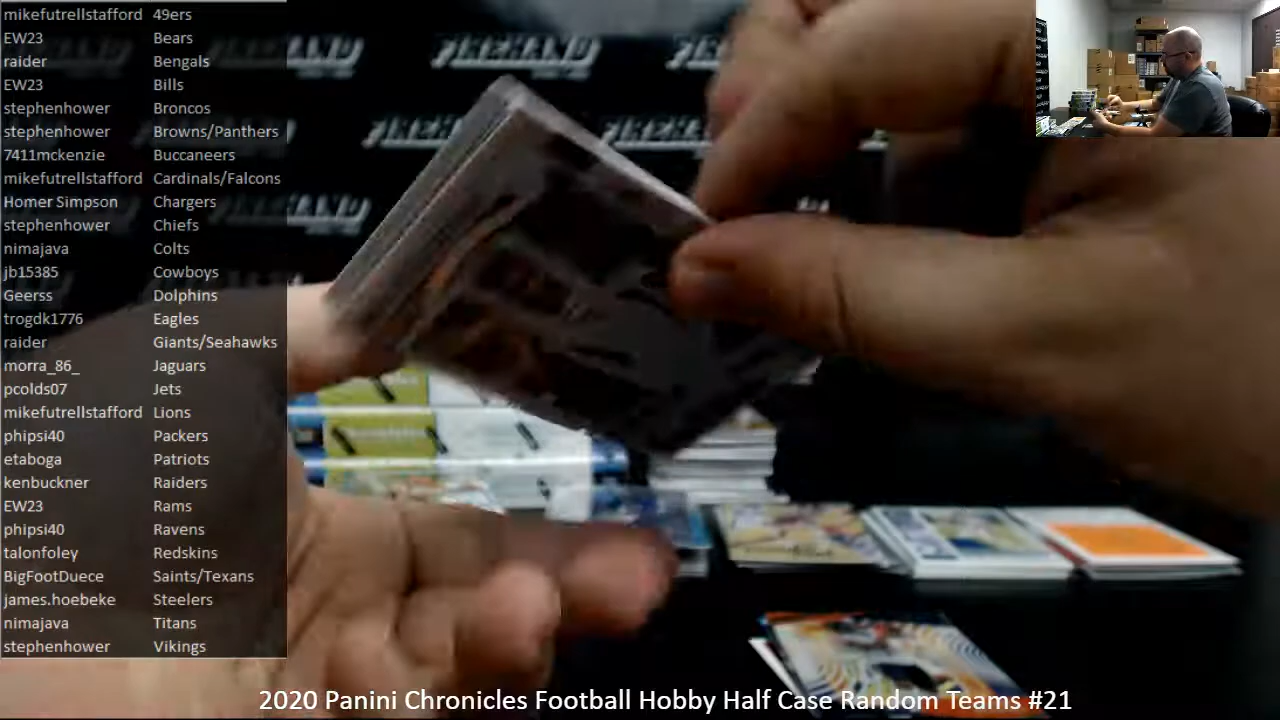 mikefutrellstafford 49ers
EW23 Bears
raider Bengals
EW23 Bills
stephenhower Broncos
stephenhower Browns/Panthers
7411mckenzie Buccaneers
mikefutrellstafford Cardinals/Falcons
Homer Simpson Chargers
stephenhower Chiefs
nimajava Colts
jb15385 Cowboys
Geerss Dolphins
trogdk1776 Eagles
raider Giants/Seahawks
morra_86_ Jaguars
pcolds07 Jets
mikefutrellstafford Lions
phipsi40 Packers
etaboga Patriots
kenbuckner Raiders
EW23 Rams
phipsi40 Ravens
talonfoley Redskins
BigFootDuece Saints/Texans
james.hoebeke Steelers
nimajava Titans
stephenhower Vikings
FIREHAND
FIREHAND
2020 Panini Chronicles Football Hobby Half Case Random Teams #21